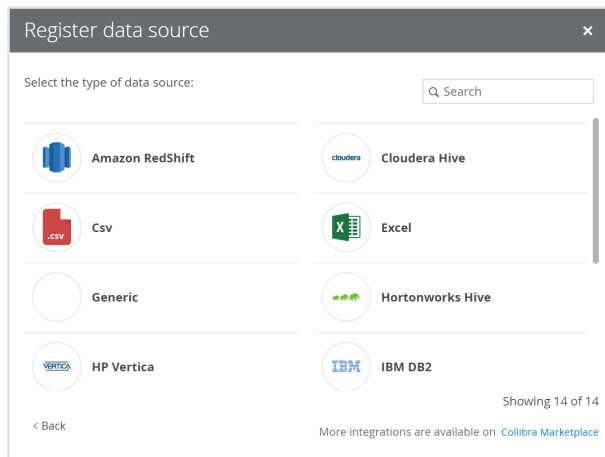 Register data source
×
Select the type of data source:
Search
Amazon RedShift
cloudera
Cloudera Hive
.csv
Csv
X
Excel
Generic
Hortonworks Hive
VERTICA
HP Vertica
IBM
IBM DB2
Showing 14 of 14
< Back
More integrations are available on Collibra Marketplace